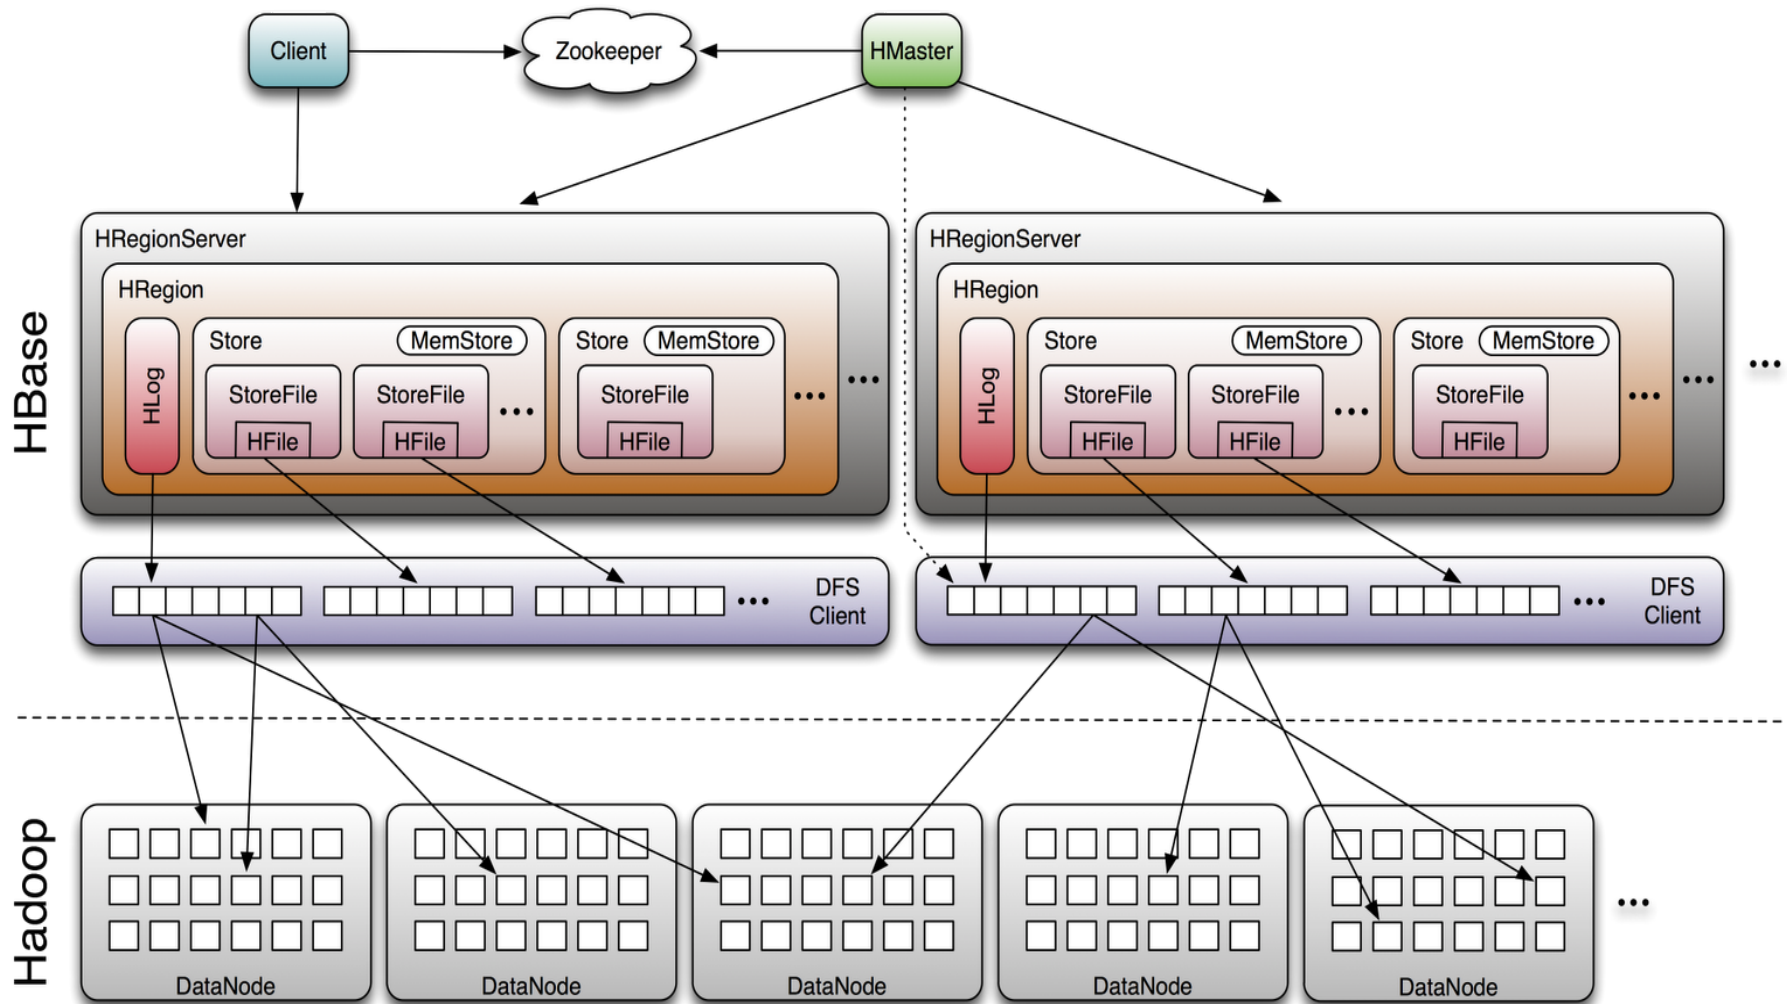 Client
Zookeeper
HMaster
HBase
HRegionServer
HRegion
HLog
Store
MemStore
StoreFile
HFile
StoreFile
HFile
...
Store
MemStore
StoreFile
HFile
...
...
HRegionServer
HRegion
HLog
Store
MemStore
StoreFile
HFile
StoreFile
HFile
...
Store
MemStore
StoreFile
HFile
...
...
...
...
DFS
Client
...
DFS
Client
Hadoop
DataNode
DataNode
DataNode
DataNode
DataNode
...